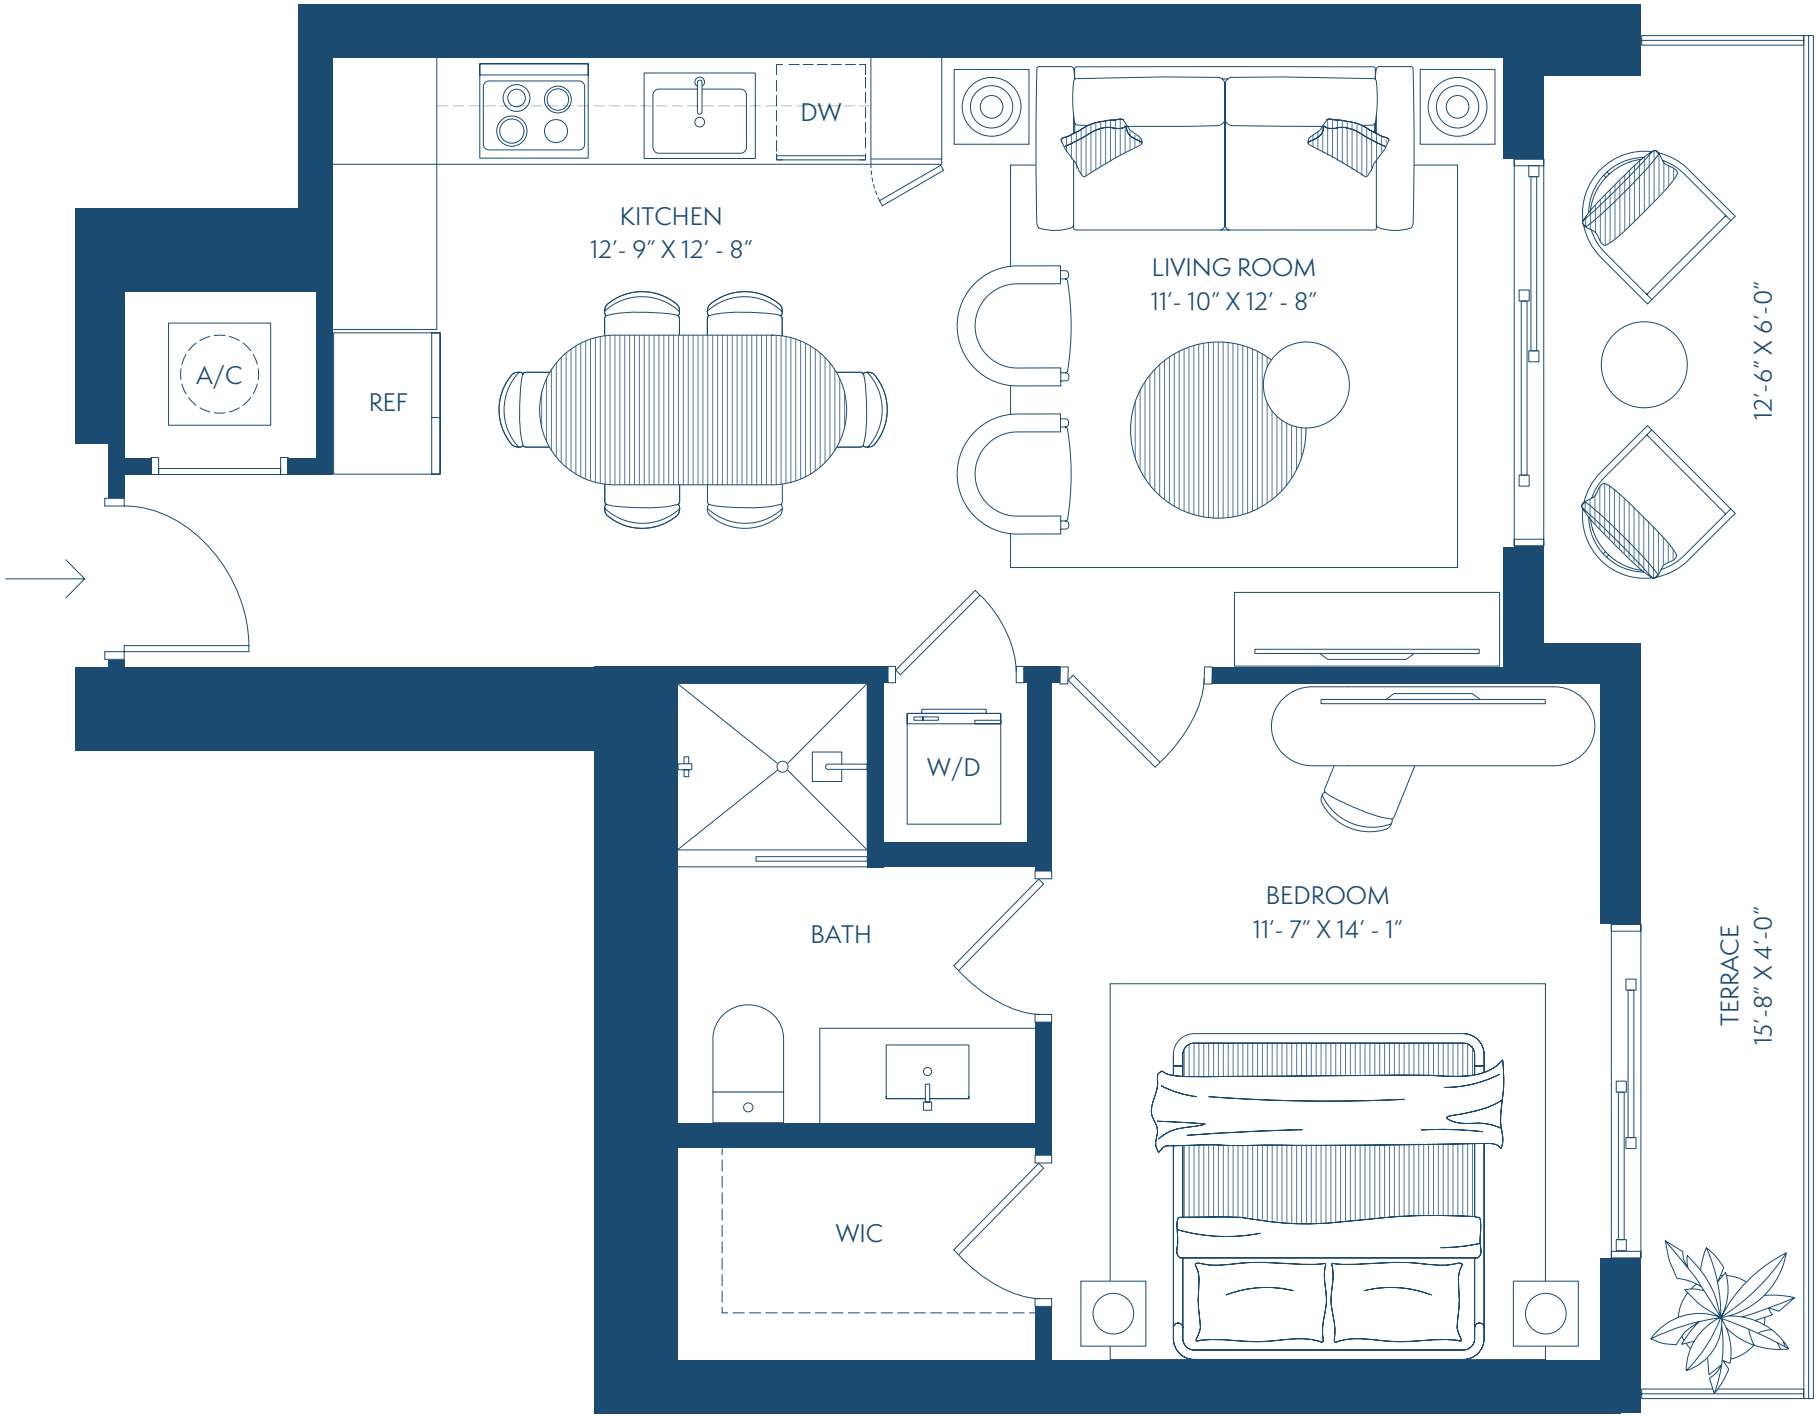 DW
KITCHEN
12'- 9" X 12' - 8"
LIVING ROOM
11'- 10" X 12' - 8"
12'-6" X 6'-0"
A/C
REF
W/D
BEDROOM
11'- 7" X 14' - 1"
BATH
TERRACE
15'-8" X 4'-0"
WIC